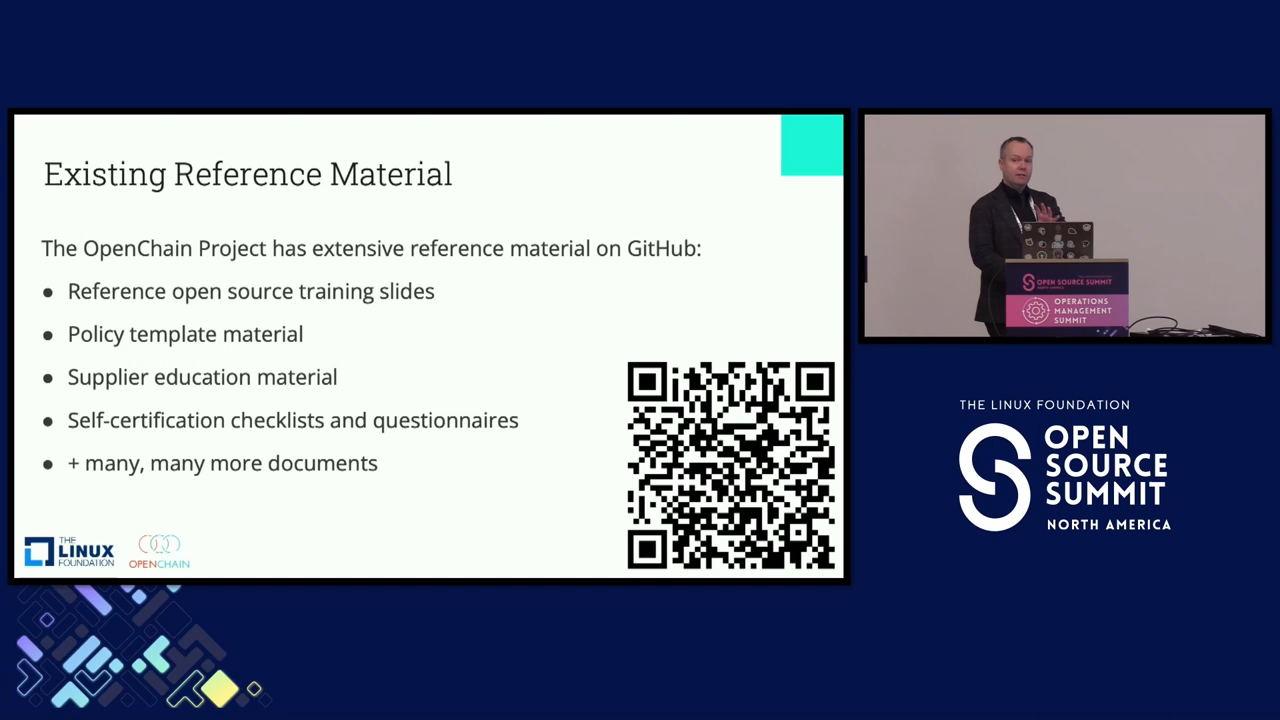 Existing Reference Material
The OpenChain Project has extensive reference material on GitHub:
● Reference open source training slides
● Policy template material
● Supplier education material
● Self-certification checklists and questionnaires
● + many, many more documents
THE
LINUX
FOUNDATION
OPENCHAIN
OPEN SOURCE SUMMIT
NORTH AMERICA
OPERATIONS
MANAGEMENT
SUMMIT
THE LINUX FOUNDATION
OPEN
SOURCE
SUMMIT
NORTH AMERICA